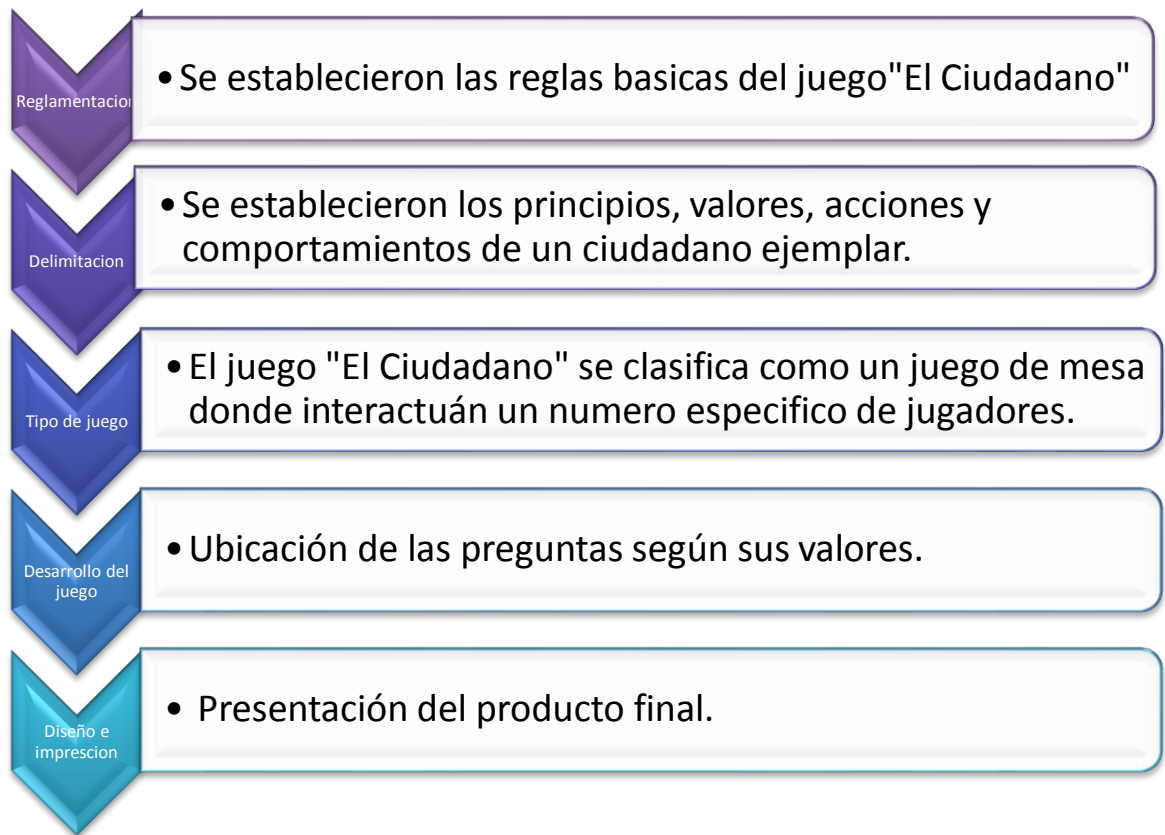 Reglamentacion
• Se establecieron las reglas basicas del juego"El Ciudadano"
Delimitacion
• Se establecieron los principios, valores, acciones y
comportamientos de un ciudadano ejemplar.
Tipo de juego
• El juego "El Ciudadano" se clasifica como un juego de mesa
donde interactuán un numero especifico de jugadores.
Desarrollo del
juego
• Ubicación de las preguntas según sus valores.
Diseño e
imprescion
• Presentación del producto final.